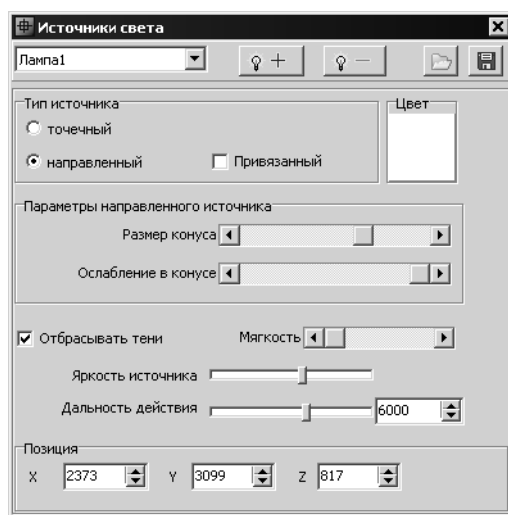 Источники света
Лампа1
Тип источника
Цвет
точечный
направленный
Привязанный
Параметры направленного источника
Размер конуса
Ослабление в конусе
Отбрасывать тени
Мягкость
Яркость источника
Дальность действия
6000
Позиция
X 2373 Y 3099 Z 817